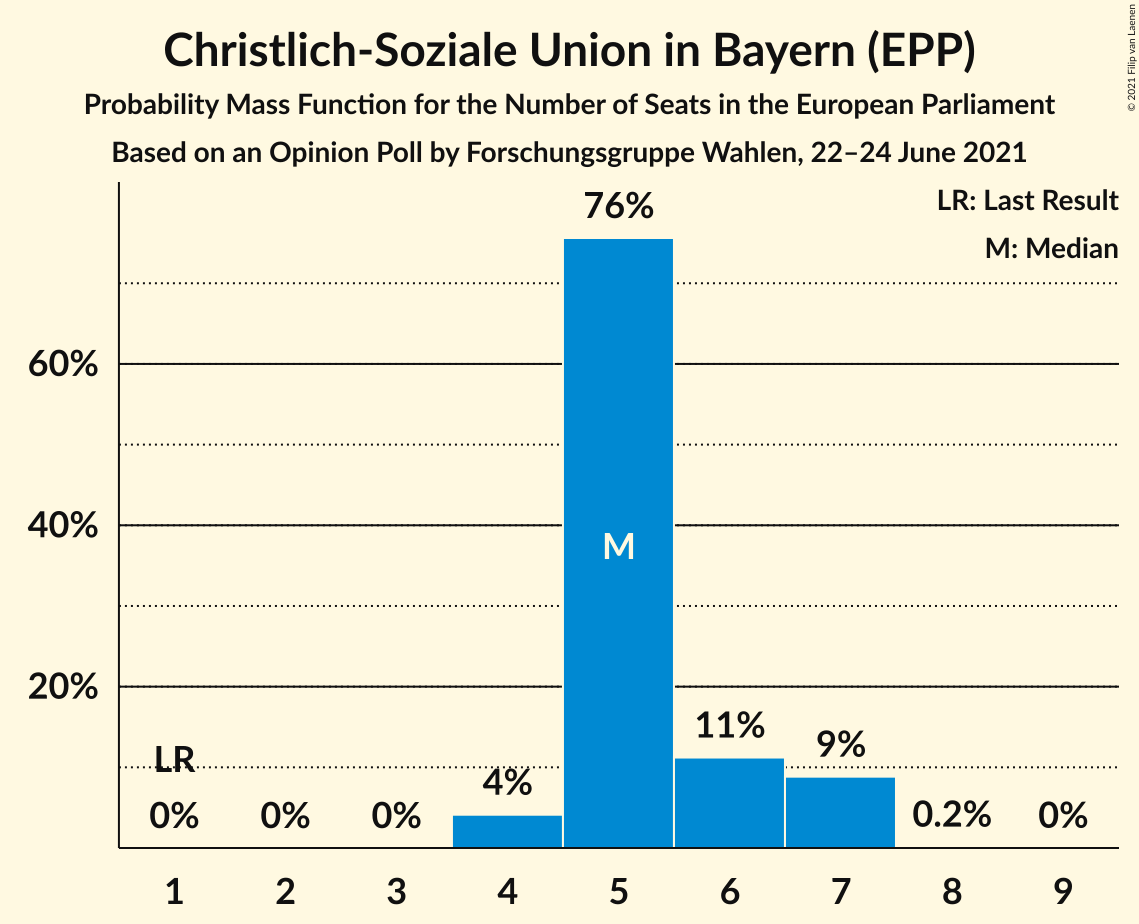 Christlich-Soziale Union in Bayern (EPP)
Probability Mass Function for the Number of Seats in the European Parliament
Based on an Opinion Poll by Forschungsgruppe Wahlen, 22–24 June 2021
© 2021 Filip van Laenen
LR: Last Result
M: Median
76%
60%
40%
M
20%
LR
0%
0%
0%
4%
11%
9%
0.2%
0%
1 2 3 4 5 6 7 8 9